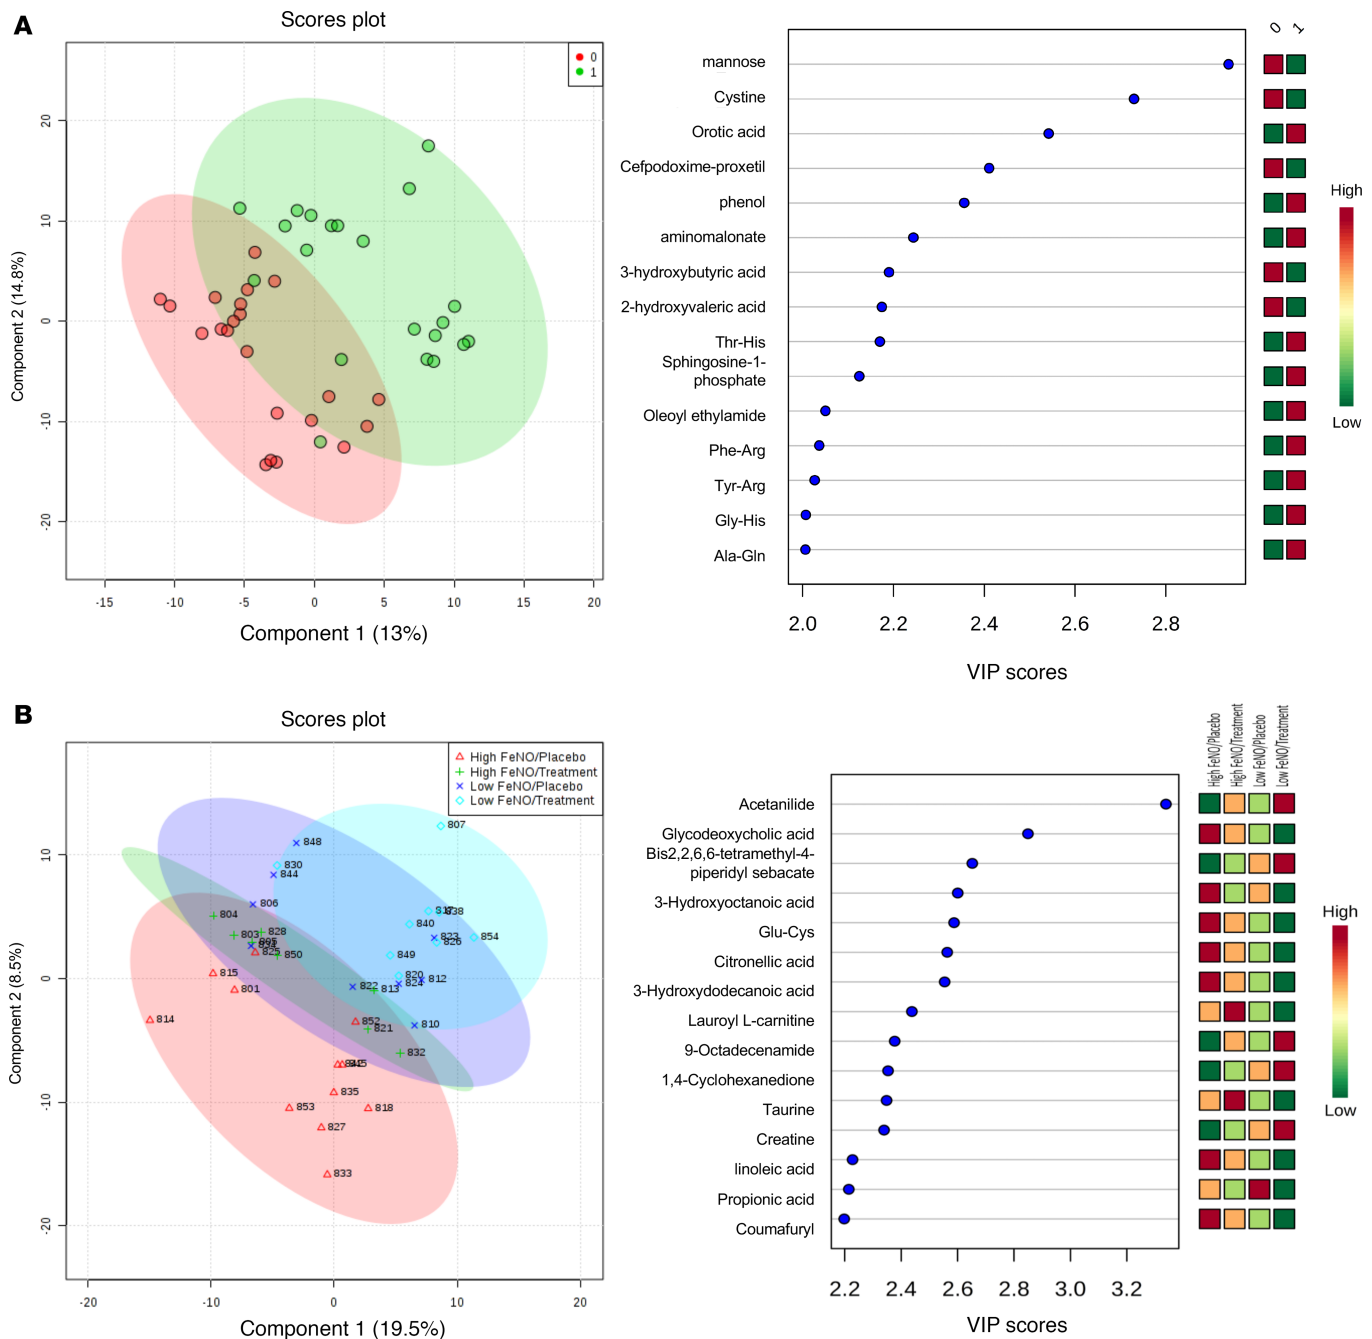 A
Scores plot
0
1
Component 2 (14.8%)
20
10
0
-10
-20
-15
-10
-5
0
5
10
15
20
Component 1 (13%)
0 1
mannose
Cystine
Orotic acid
Cefpodoxime-proxetil
phenol
aminomalonate
3-hydroxybutyric acid
2-hydroxyvaleric acid
Thr-His
Sphingosine-1-
phosphate
Oleoyl ethylamide
Phe-Arg
Tyr-Arg
Gly-His
Ala-Gln
2.0 2.2 2.4 2.6 2.8
VIP scores
High
Low
B
Scores plot
High FeNO/Placebo
High FeNO/Treatment
Low FeNO/Placebo
Low FeNO/Treatment
807
848
830
844
806
804
803
828
825
850
815
801
814
838
840
823
826
854
849
820
824
812
822
813
810
852
821
832
835
853
818
827
833
Component 2 (8.5%)
10
0
-10
-20
-20
-10
0
10
20
Component 1 (19.5%)
High FeNO/Placebo
High FeNO/Treatment
Low FeNO/Placebo
Low FeNO/Treatment
Acetanilide
Glycodeoxycholic acid
Bis2,2,6,6-tetramethyl-4-
piperidyl sebacate
3-Hydroxyoctanoic acid
Glu-Cys
Citronellic acid
3-Hydroxydodecanoic acid
Lauroyl L-carnitine
9-Octadecenamide
1,4-Cyclohexanedione
Taurine
Creatine
linoleic acid
Propionic acid
Coumafuryl
2.2 2.4 2.6 2.8 3.0 3.2
VIP scores
High
Low